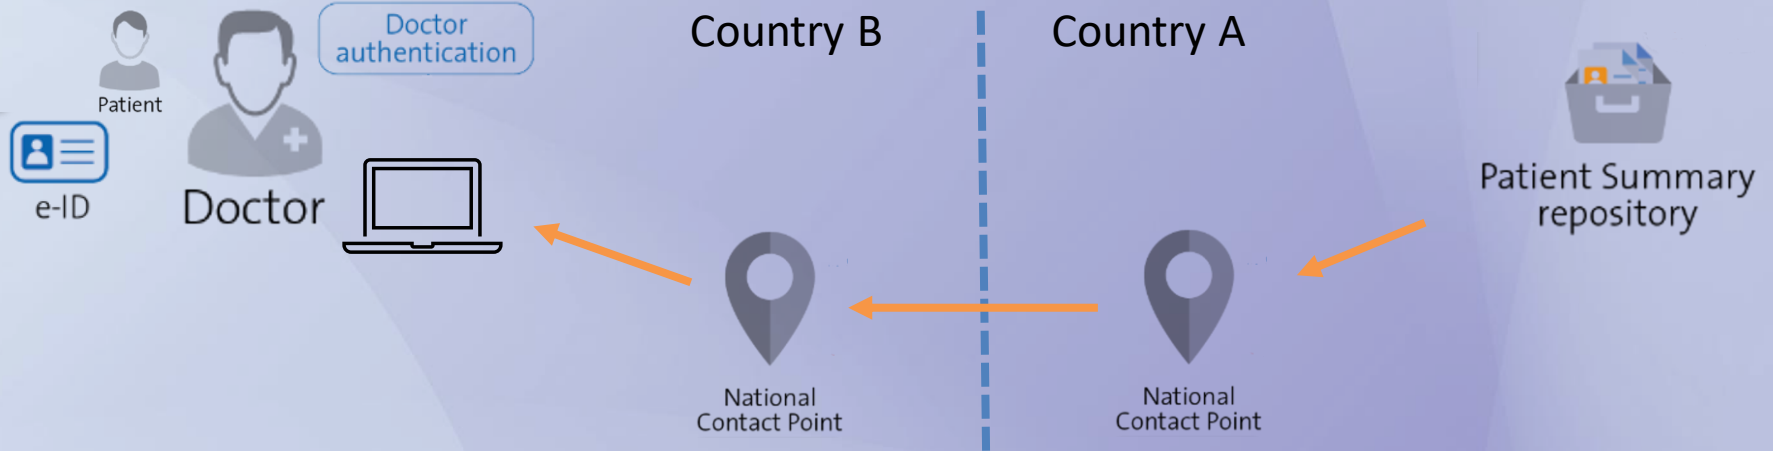 Doctor
authentication
Country B
Country A
Patient
e-ID
Doctor
Patient Summary
repository
National
Contact Point
National
Contact Point